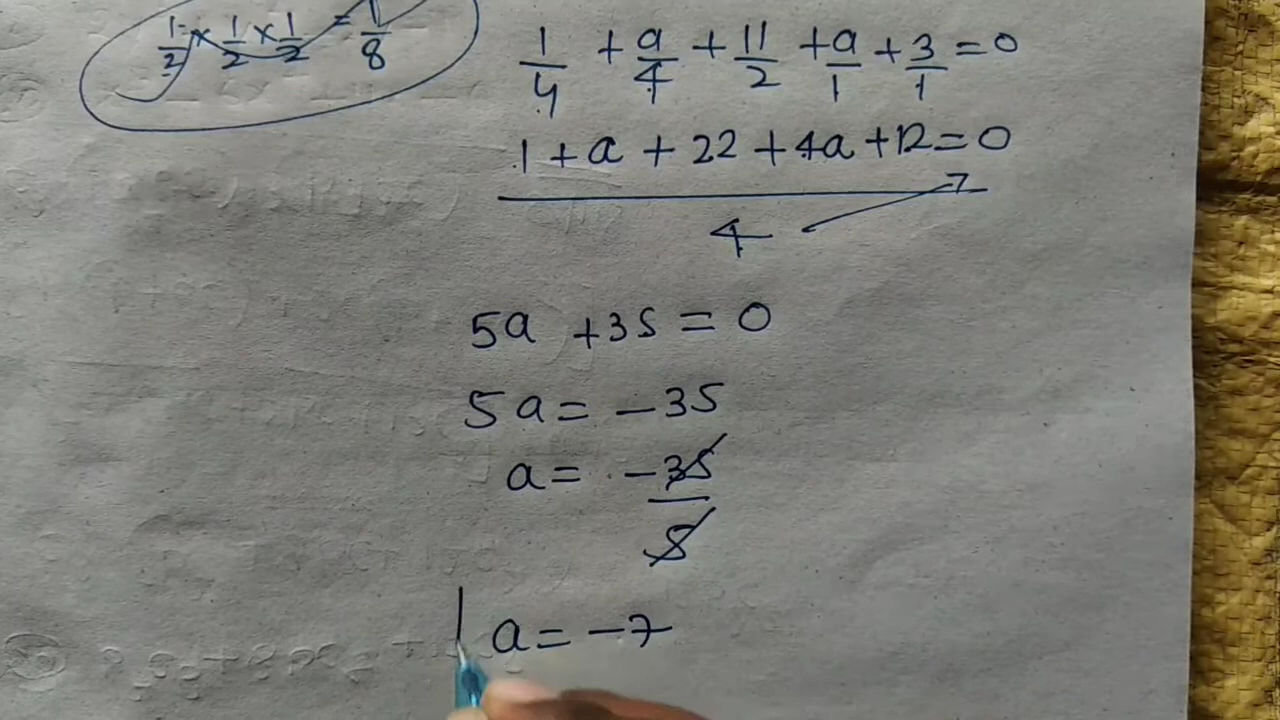 1/2 × 1/2 × 1/2 = 1/8
1/4 + a/4 + 11/2 + a/1 + 3/1 = 0
1 + a + 22 + 4a + 12 = 0
4
5a + 35 = 0
5a = -35
a = -35/5
a = -7